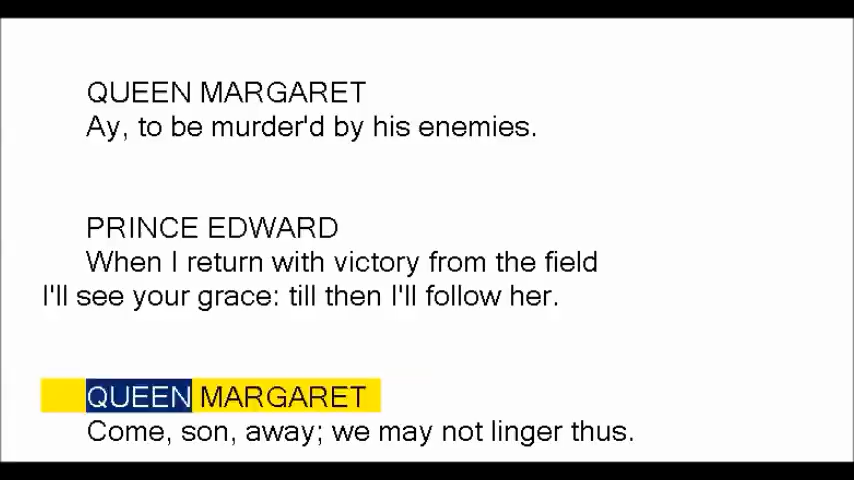 QUEEN MARGARET
Ay, to be murder'd by his enemies.
PRINCE EDWARD
When I return with victory from the field
I'll see your grace: till then I'll follow her.
QUEEN MARGARET
Come, son, away; we may not linger thus.